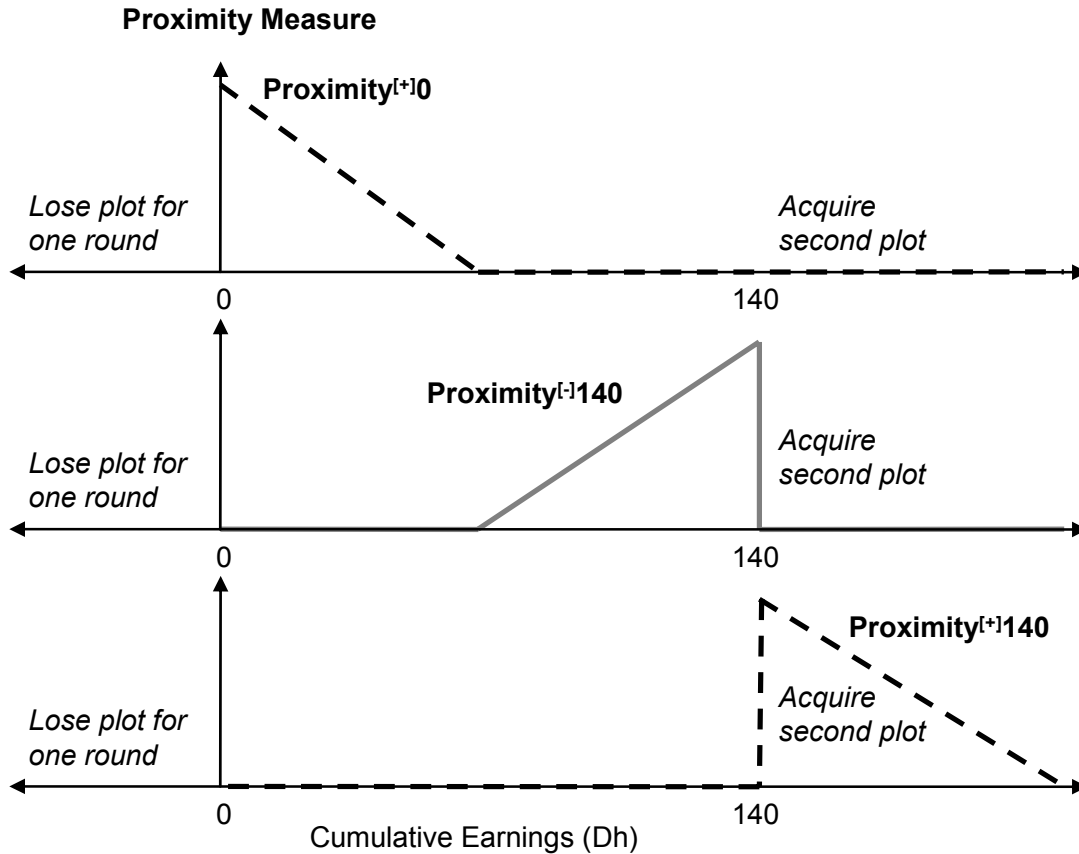 Proximity Measure
Proximity[+]0
Lose plot for
one round
Acquire
second plot
0
140
Proximity[-]140
Lose plot for
one round
Acquire
second plot
0
140
Proximity[+]140
Lose plot for
one round
Acquire
second plot
0
140
Cumulative Earnings (Dh)